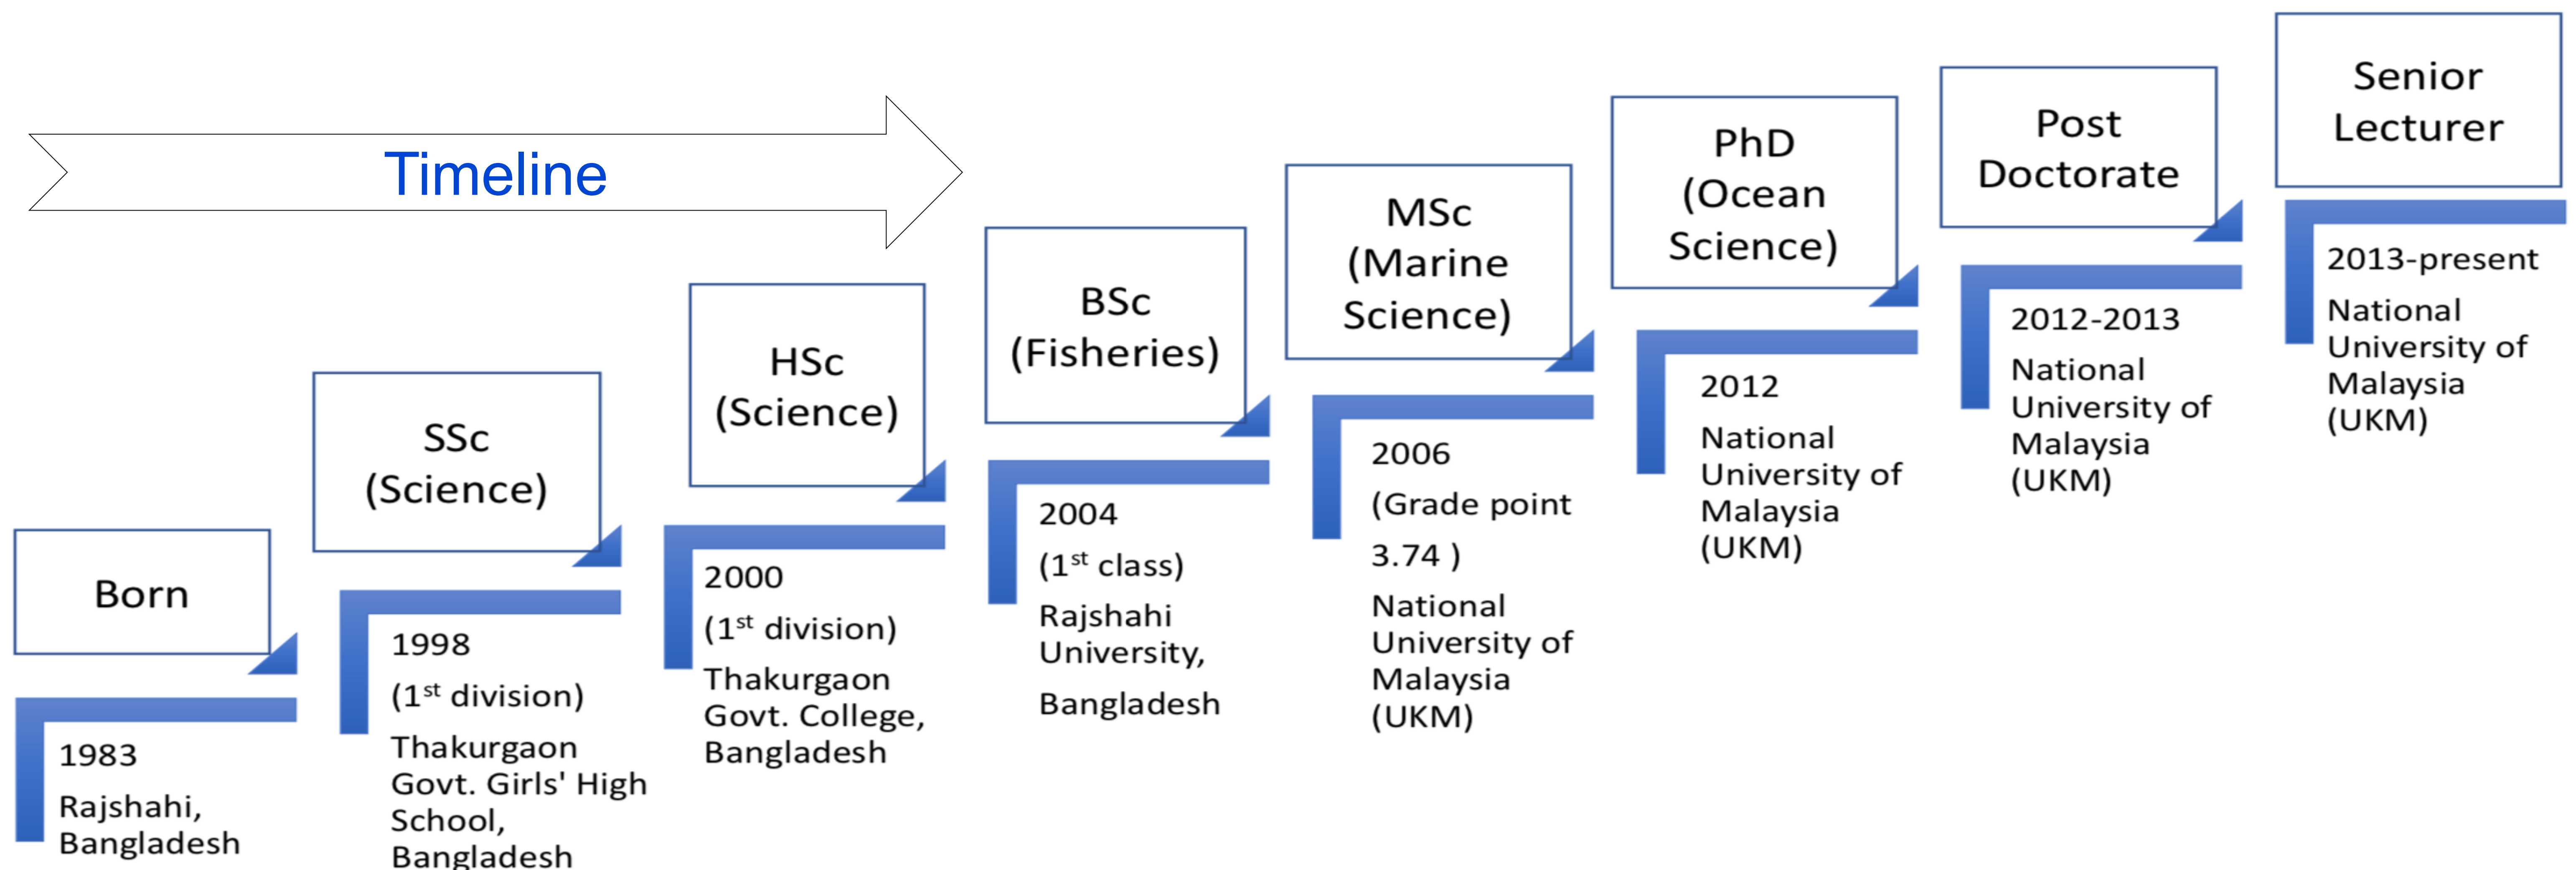 Timeline
Born
1983
Rajshahi,
Bangladesh
SSc
(Science)
1998
(1st division)
Thakurgaon
Govt. Girls' High
School,
Bangladesh
HSc
(Science)
2000
(1st division)
Thakurgaon
Govt. College,
Bangladesh
BSc
(Fisheries)
2004
(1st class)
Rajshahi
University,
Bangladesh
MSc
(Marine
Science)
2006
(Grade point
3.74 )
National
University of
Malaysia
(UKM)
PhD
(Ocean
Science)
2012
National
University of
Malaysia
(UKM)
Post
Doctorate
2012-2013
National
University of
Malaysia
(UKM)
Senior
Lecturer
2013-present
National
University of
Malaysia
(UKM)